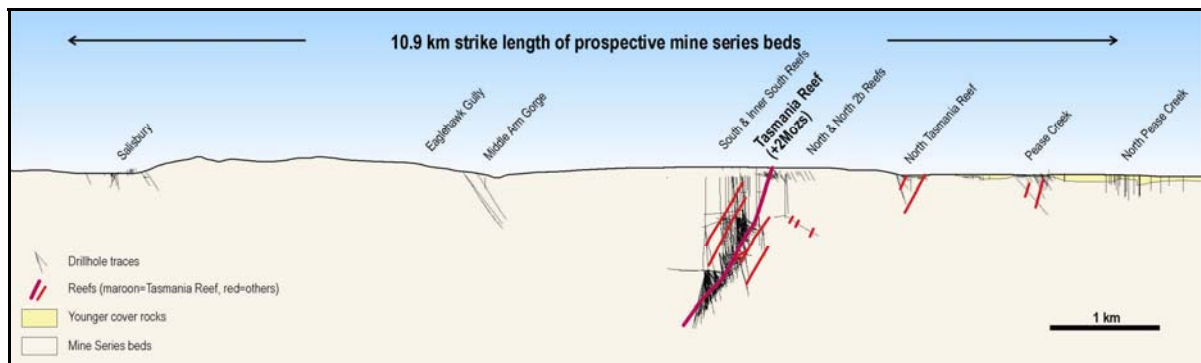 10.9 km strike length of prospective mine series beds
Salisbury
Eaglehawk Gully
Middle Arm Gorge
South & Inner South Reefs
Tasmania Reef
(+2Mozs)
North & North 2b Reefs
North Tasmania Reef
Pease Creek
North Pease Creek
Drillhole traces
Reefs (maroon=Tasmania Reef, red=others)
Younger cover rocks
Mine Series beds
1 km